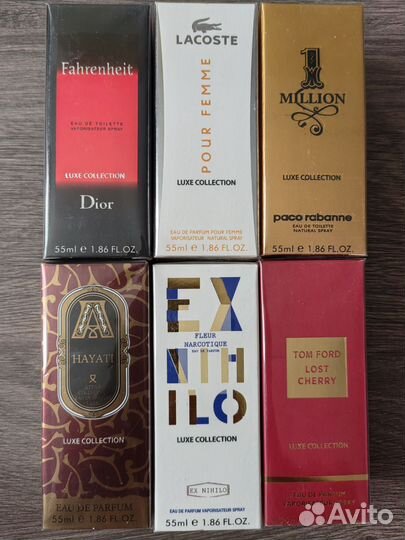 Fahrenheit
EAU DE TOILETTE
VAPORISATEUR SPRAY
LUXE COLLECTION
Dior
55ml e 1.86 FL.OZ.
LACOSTE
POUR FEMME
LUXE COLLECTION
EAU DE PARFUM POUR FEMME
VAPORISATEUR NATURAL SPRAY
55ml e 1.86 FL.OZ.
1
MILLION
LUXE COLLECTION
paco rabanne
EAU DE TOILETTE
NATURAL SPRAY
55ml e 1.86 FL.OZ.
A
HAYATI
LUXE COLLECTION
EAU DE PARFUM
55ml e 1.86 FL.OZ.
EX
FLEUR
NARCOTIQUE
EAU DE PARFUM
NIH
ILO
LUXE COLLECTION
EX NIHILO
EAU DE PARFUM VAPORISATEUR SPRAY
55ml e 1.86 FL.OZ.
TOM FORD
LOST
CHERRY
LUXE COLLECTION
EAU DE PARFUM
Avito